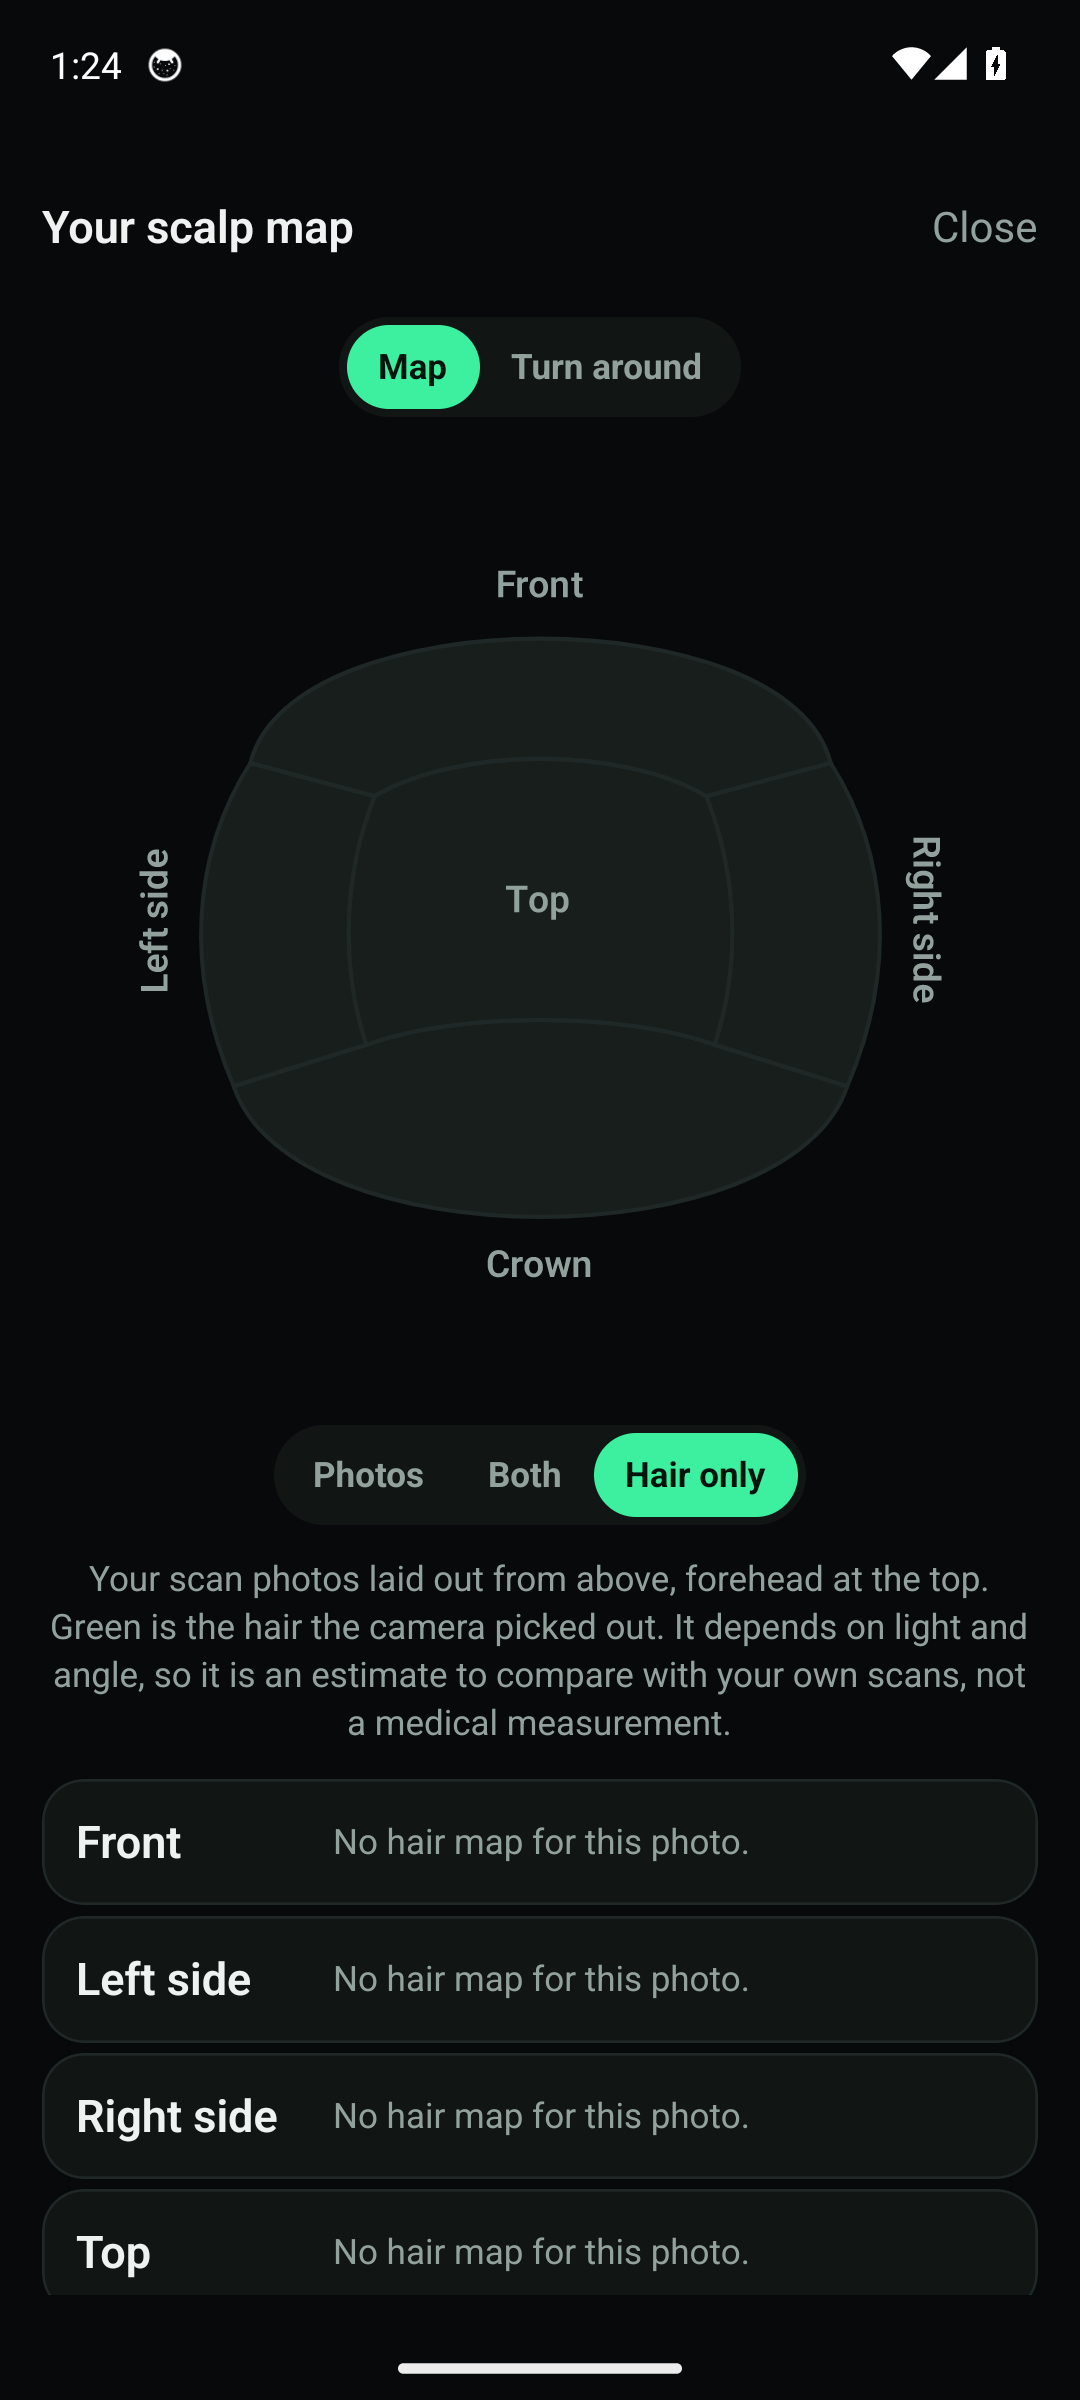 1:24
Your scalp map
Close
Map
Turn around
Front
Left side
Top
Right side
Crown
Photos
Both
Hair only
Your scan photos laid out from above, forehead at the top.
Green is the hair the camera picked out. It depends on light and
angle, so it is an estimate to compare with your own scans, not
a medical measurement.
Front
No hair map for this photo.
Left side
No hair map for this photo.
Right side
No hair map for this photo.
Top
No hair map for this photo.